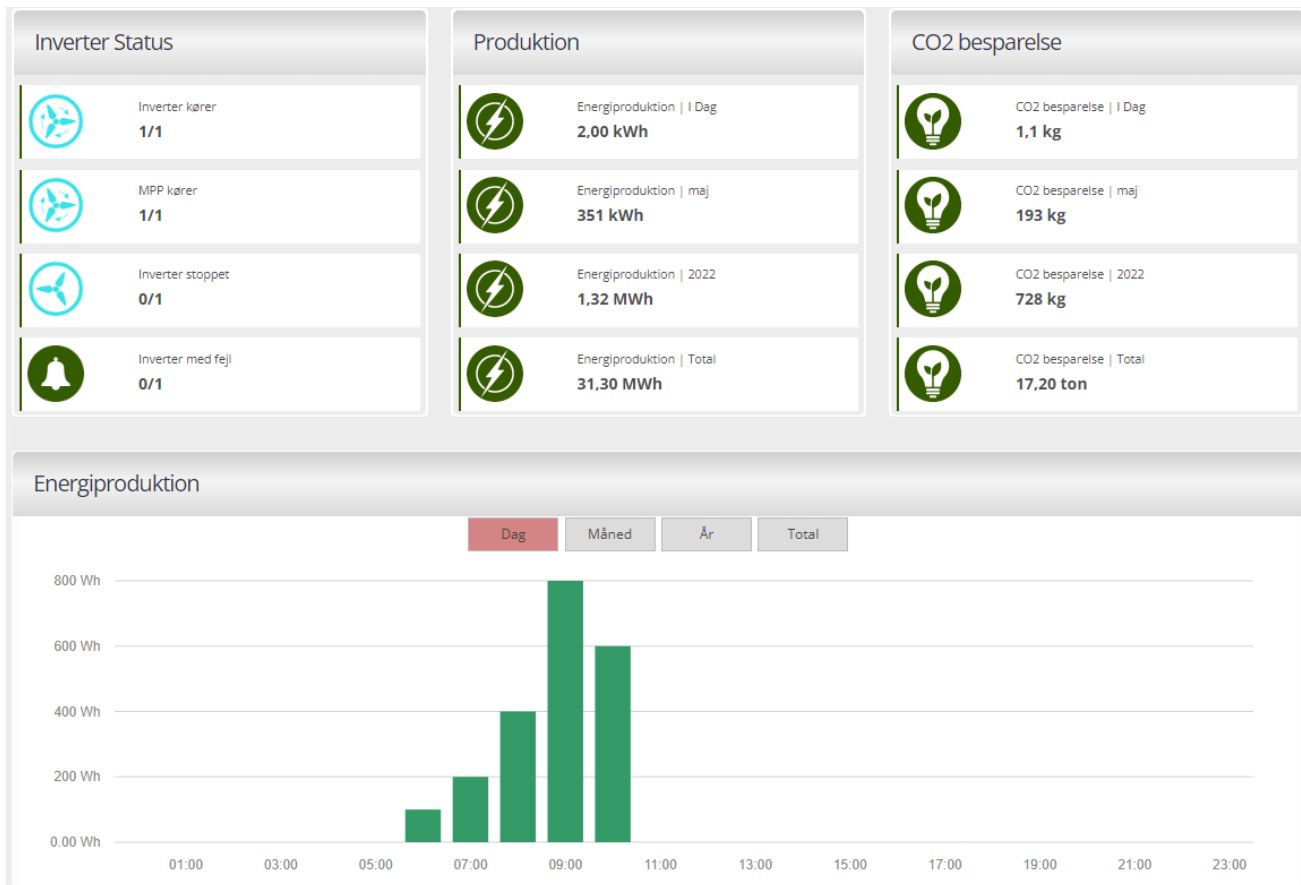 Inverter Status
Inverter kører
1/1
MPP kører
1/1
Inverter stoppet
0/1
Inverter med fejl
0/1
Produktion
Energiproduktion | I Dag
2,00 kWh
Energiproduktion | maj
351 kWh
Energiproduktion | 2022
1,32 MWh
Energiproduktion | Total
31,30 MWh
CO2 besparelse
CO2 besparelse | I Dag
1,1 kg
CO2 besparelse | maj
193 kg
CO2 besparelse | 2022
728 kg
CO2 besparelse | Total
17,20 ton
Energiproduktion
Dag Måned År Total
800 Wh
600 Wh
400 Wh
200 Wh
0.00 Wh
01:00 03:00 05:00 07:00 09:00 11:00 13:00 15:00 17:00 19:00 21:00 23:00